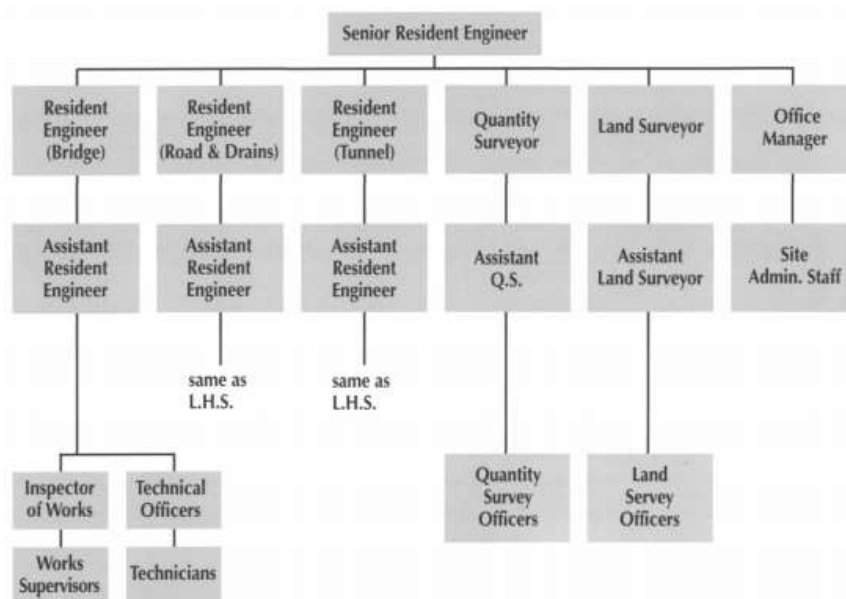 Senior Resident Engineer
Resident
Engineer
(Bridge)
Resident
Engineer
(Road & Drains)
Resident
Engineer
(Tunnel)
Quantity
Surveyor
Land Surveyor
Office
Manager
Assistant
Resident
Engineer
Assistant
Resident
Engineer
Assistant
Resident
Engineer
Assistant
Q.S.
Assistant
Land Surveyor
Site
Admin. Staff
same as
L.H.S.
same as
L.H.S.
Inspector
of Works
Technical
Officers
Quantity
Survey
Officers
Land
Servey
Officers
Works
Supervisors
Technicians